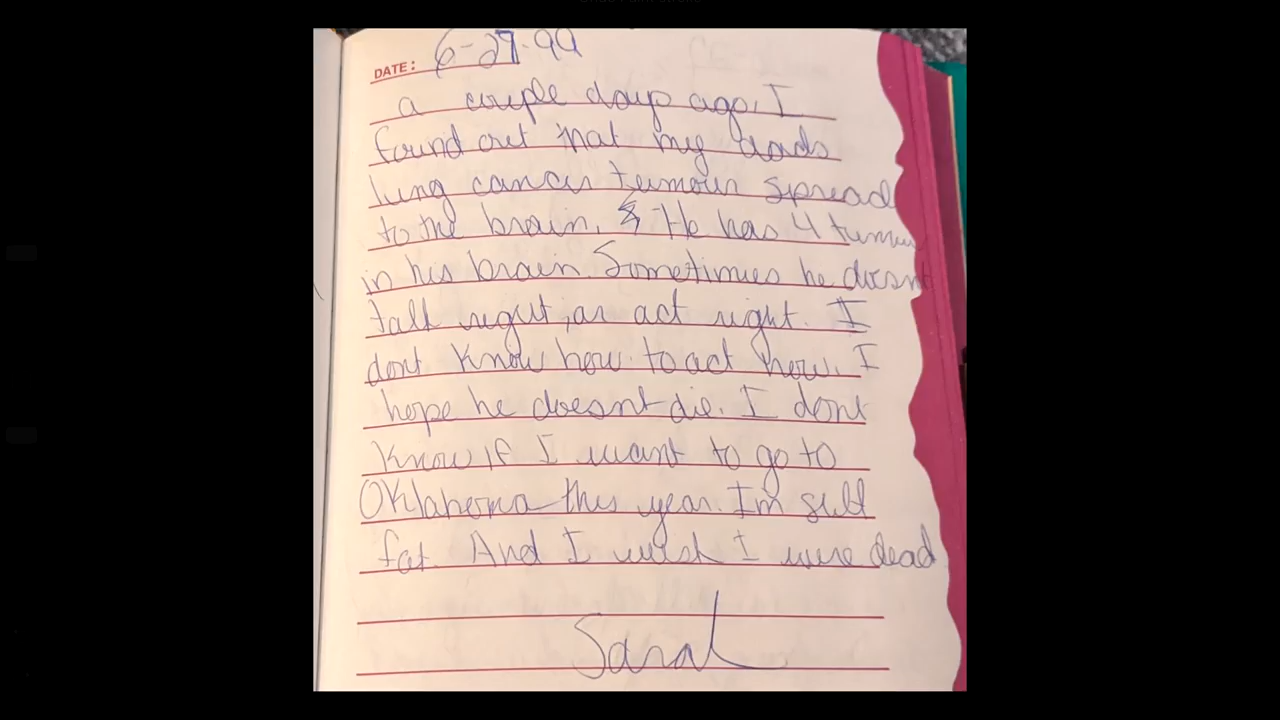 DATE: 6-27-99
a couple days ago, I
found out that my dads
lung cancer tumour spread
to the brain. He has 4 tumours
in his brain. Sometimes he doesnt
talk right, or act right. I
dont know how to act now. I
hope he doesnt die. I dont
know if I want to go to
Oklahoma this year. Im still
fat. And I wish I were dead
Sarah